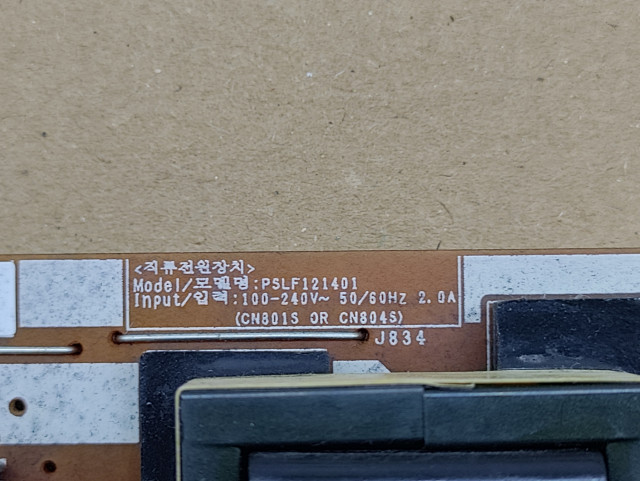 <직류전원장치>
Model/모델명:PSLF121401
Input/입력:100-240V~ 50/60Hz 2.0A
(CN801S OR CN804S)
J834